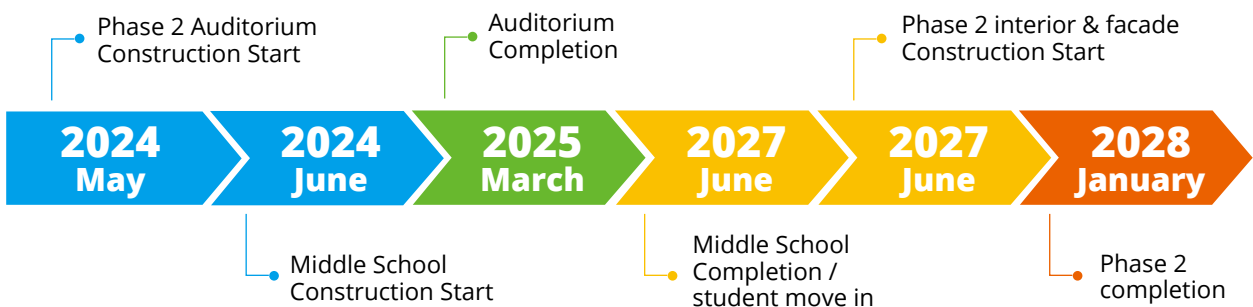 Phase 2 Auditorium
Construction Start
Auditorium
Completion
Phase 2 interior & facade
Construction Start
2024
May
2024
June
2025
March
2027
June
2027
June
2028
January
Middle School
Construction Start
Middle School
Completion /
student move in
Phase 2
completion